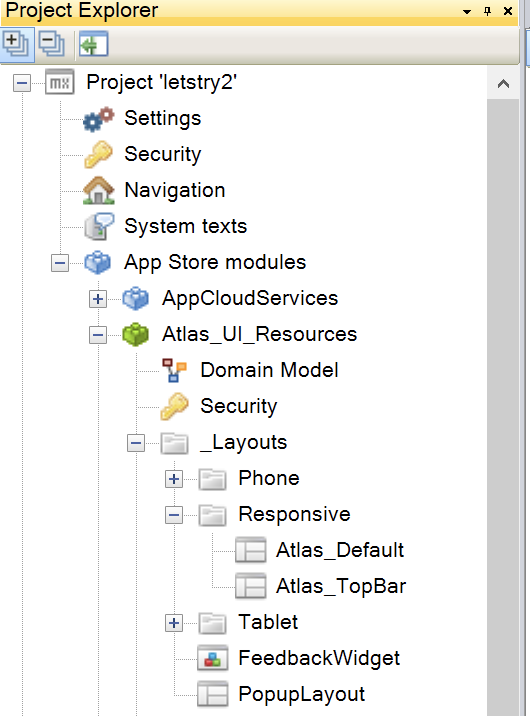 Project Explorer
mx Project 'letstry2'
Settings
Security
Navigation
System texts
App Store modules
AppCloudServices
Atlas_UI_Resources
Domain Model
Security
_Layouts
Phone
Responsive
Atlas_Default
Atlas_TopBar
Tablet
FeedbackWidget
PopupLayout